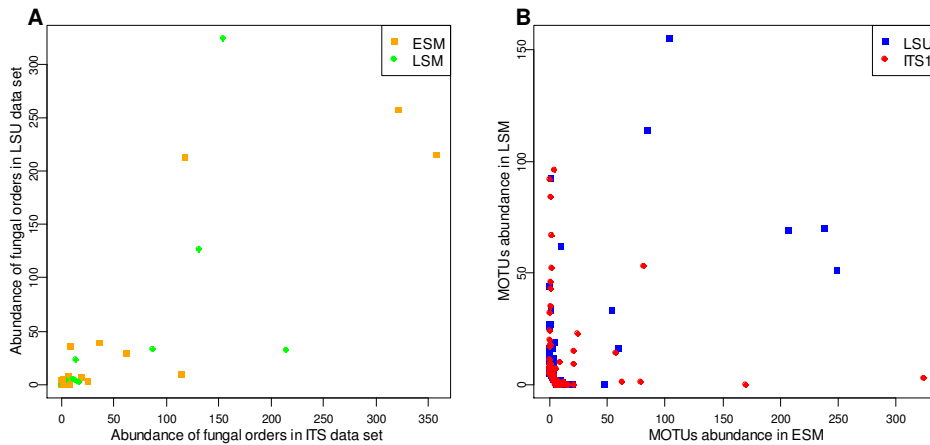 A
ESM
LSM
Abundance of fungal orders in LSU data set
0
50
100
150
200
250
300
0
50
100
150
200
250
300
350
Abundance of fungal orders in ITS data set
B
LSU
ITS1
MOTUs abundance in LSM
0
50
100
150
0
50
100
150
200
250
300
MOTUs abundance in ESM